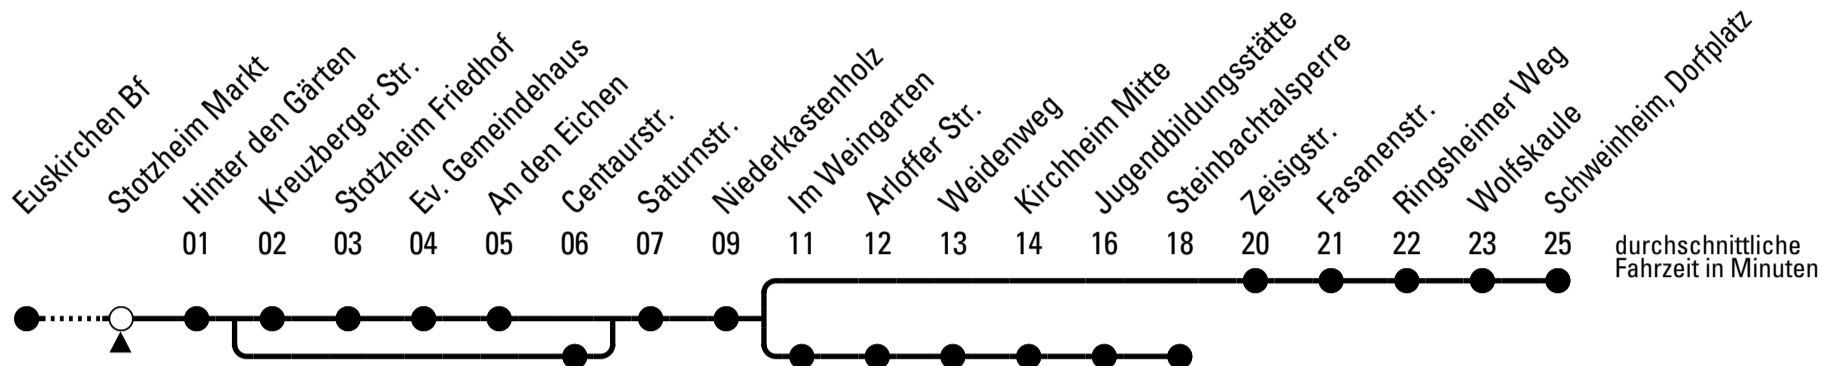 Euskirchen Bf
Stotzheim Markt
Hinter den Gärten
Kreuzberger Str.
Stotzheim Friedhof
Ev. Gemeindehaus
An den Eichen
Centaurstr.
Saturnstr.
Niederkastenholz
Im Weingarten
Arloffer Str.
Weidenweg
Kirchheim Mitte
Jugendbildungsstätte
Steinbachtalsperre
Zeisigstr.
Fasanenstr.
Ringsheimer Weg
Wolfskaule
Schweinheim, Dorfplatz
01 02 03 04 05 06 07 09 11 12 13 14 16 18 20 21 22 23 25
durchschnittliche
Fahrzeit in Minuten